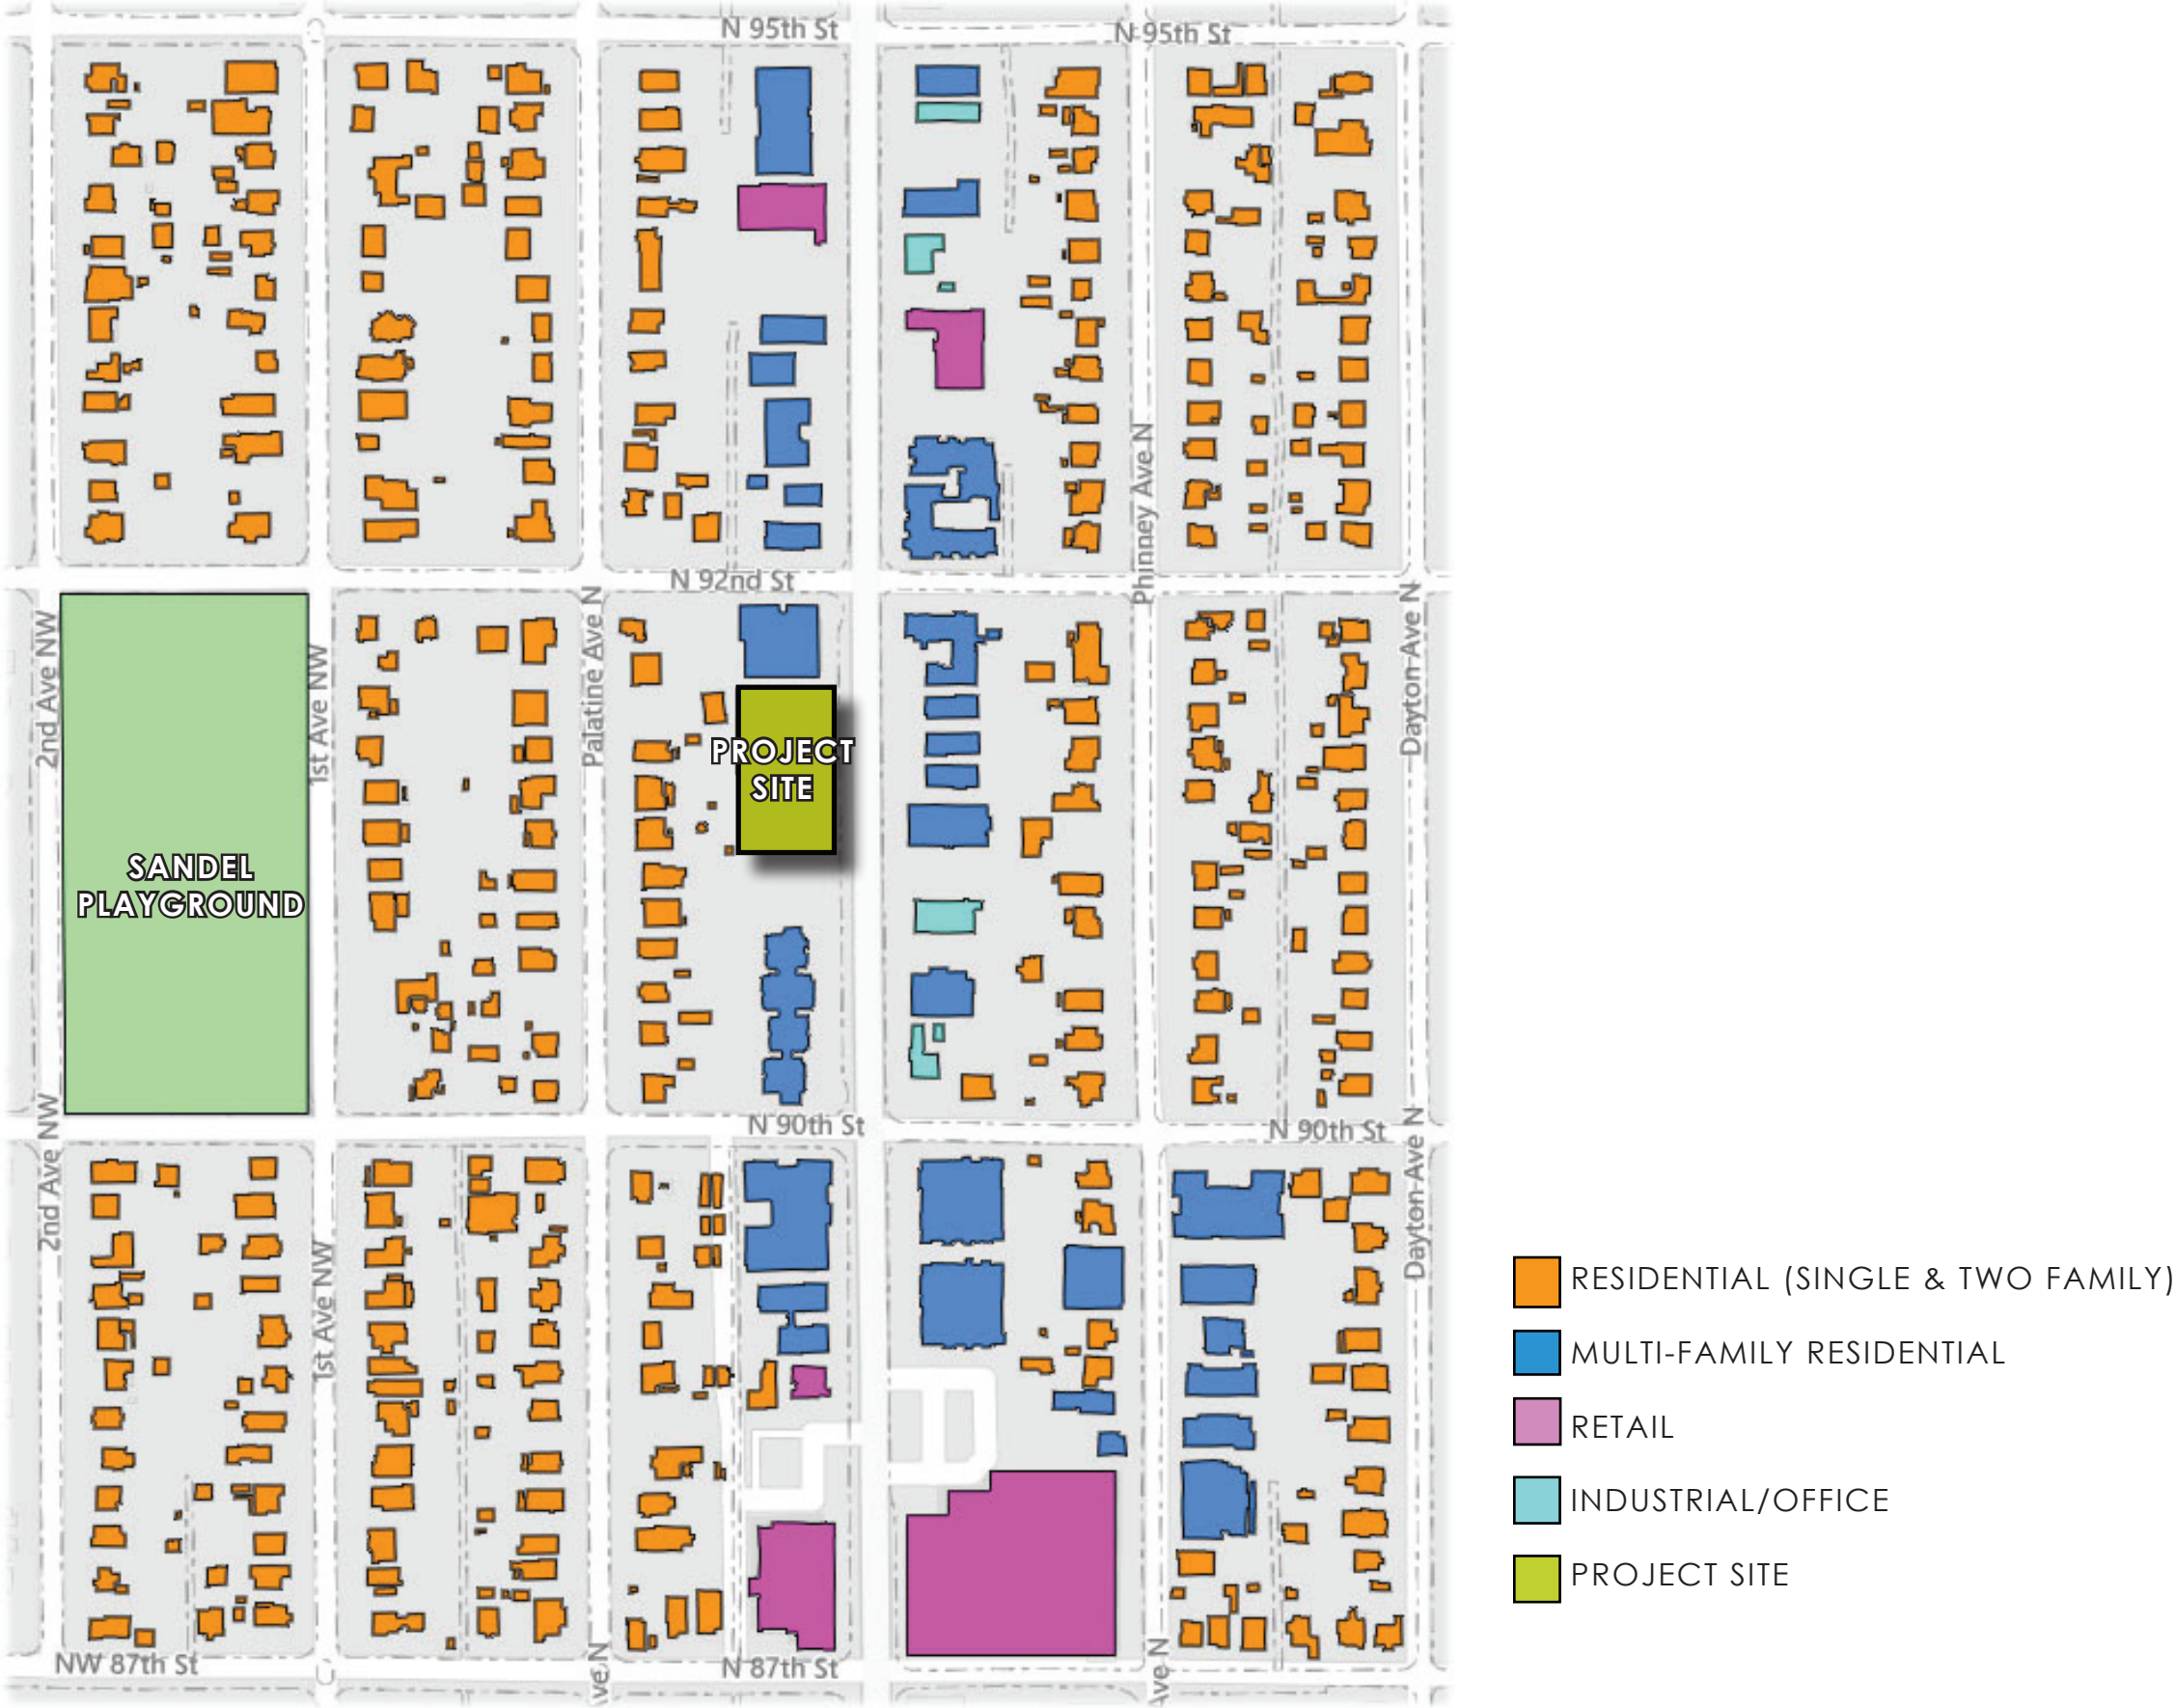 N 95th St
N 95th St
N 92nd St
Phinney Ave N
2nd Ave NW
1st Ave NW
Palatine Ave N
Dayton Ave N
PROJECT
SITE
SANDEL
PLAYGROUND
N 90th St
N 90th St
2nd Ave NW
1st Ave NW
Dayton Ave N
RESIDENTIAL (SINGLE & TWO FAMILY)
MULTI-FAMILY RESIDENTIAL
RETAIL
INDUSTRIAL/OFFICE
PROJECT SITE
NW 87th St
Ave N
N 87th St
Ave N